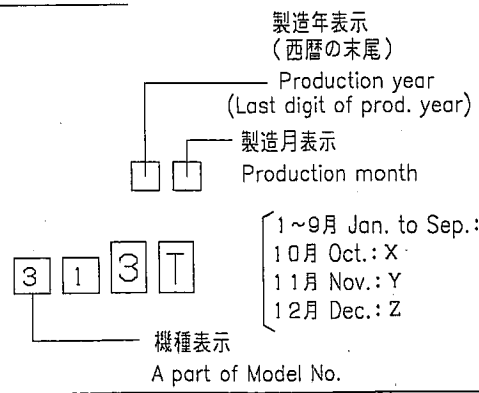 製造年表示
(西暦の末尾)
Production year
(Last digit of prod. year)
製造月表示
Production month
1~9月 Jan. to Sep.:
10月 Oct.: X
11月 Nov.: Y
12月 Dec.: Z
3 1 3 T
機種表示
A part of Model No.